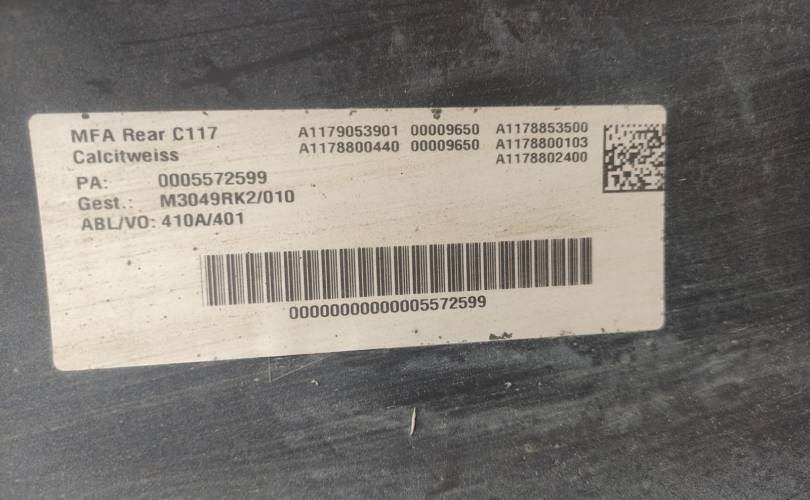 MFA Rear C117 A1179053901 00009650 A1178853500
Calcitweiss A1178800440 00009650 A1178800103
A1178802400
PA: 0005572599
Gest.: M3049RK2/010
ABL/VO: 410A/401
00000000000005572599